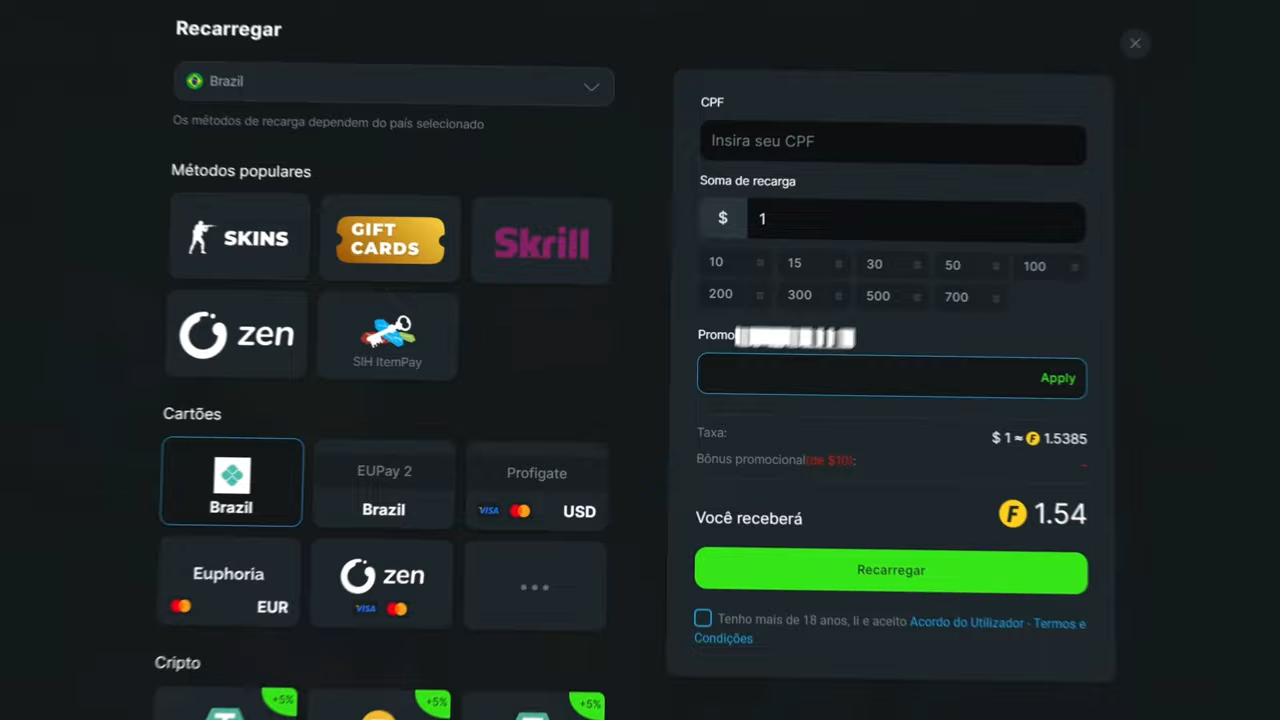 Recarregar
Brazil
Os métodos de recarga dependem do país selecionado
Métodos populares
SKINS
GIFT
CARDS
Skrill
zen
SIH ItemPay
Cartões
Brazil
EUPay 2
Brazil
Profigate
VISA
USD
Euphoria
EUR
zen
VISA
Cripto
+5%
+5%
+5%
CPF
Insira seu CPF
Soma de recarga
$ 1
10 15 30 50 100
200 300 500 700
Promo
Apply
Taxa:
$ 1 ≈ F 1.5385
Bônus promocional(de $10):
-
Você receberá
F 1.54
Recarregar
Tenho mais de 18 anos, li e aceito Acordo do Utilizador - Termos e
Condições